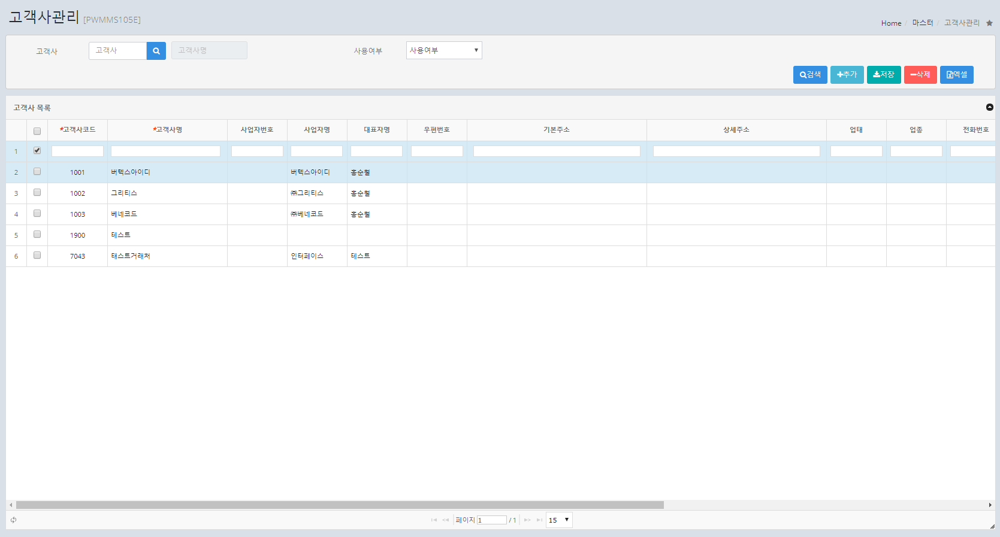 고객사관리 [PWMMS105E]
Home / 마스터 / 고객사관리
고객사 고객사 고객사명 사용여부 사용여부
검색 추가 저장 삭제 엑셀
고객사 목록
*고객사코드 *고객사명 사업자번호 사업자명 대표자명 우편번호 기본주소 상세주소 업태 업종 전화번호
1
2 1001 버텍스아이디 버텍스아이디 홍순철
3 1002 그리티스 ㈜그리티스 홍순철
4 1003 베네코드 ㈜베네코드 홍순철
5 1900 테스트
6 7043 태스트거래처 인터페이스 테스트
페이지 1 / 1 15